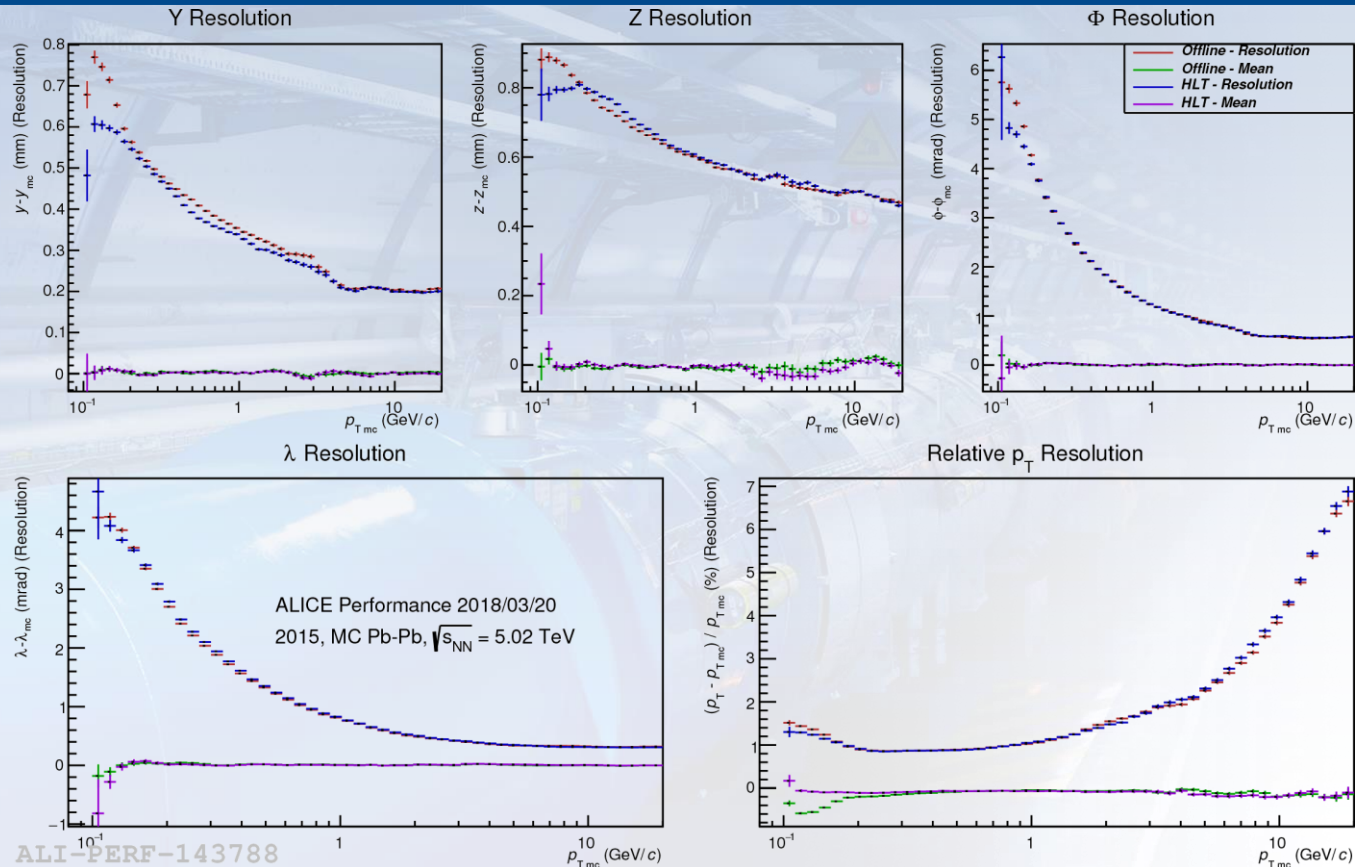 Y Resolution
Z Resolution
Φ Resolution
y-y_mc (mm) (Resolution)
0.8
0.7
0.6
0.5
0.4
0.3
0.2
0.1
0
10⁻¹
1
10
p_T mc (GeV/c)
z-z_mc (mm) (Resolution)
0.8
0.6
0.4
0.2
0
10⁻¹
1
10
p_T mc (GeV/c)
ϕ-ϕ_mc (mrad) (Resolution)
6
5
4
3
2
1
0
10⁻¹
1
10
p_T mc (GeV/c)
Offline - Resolution
Offline - Mean
HLT - Resolution
HLT - Mean
λ Resolution
Relative p_T Resolution
λ-λ_mc (mrad) (Resolution)
4
3
2
1
0
−1
10⁻¹
1
10
p_T mc (GeV/c)
ALICE Performance 2018/03/20
2015, MC Pb-Pb, √s_NN = 5.02 TeV
(p_T - p_T mc) / p_T mc (%) (Resolution)
7
6
5
4
3
2
1
0
10⁻¹
1
10
p_T mc (GeV/c)
ALI-PERF-143788